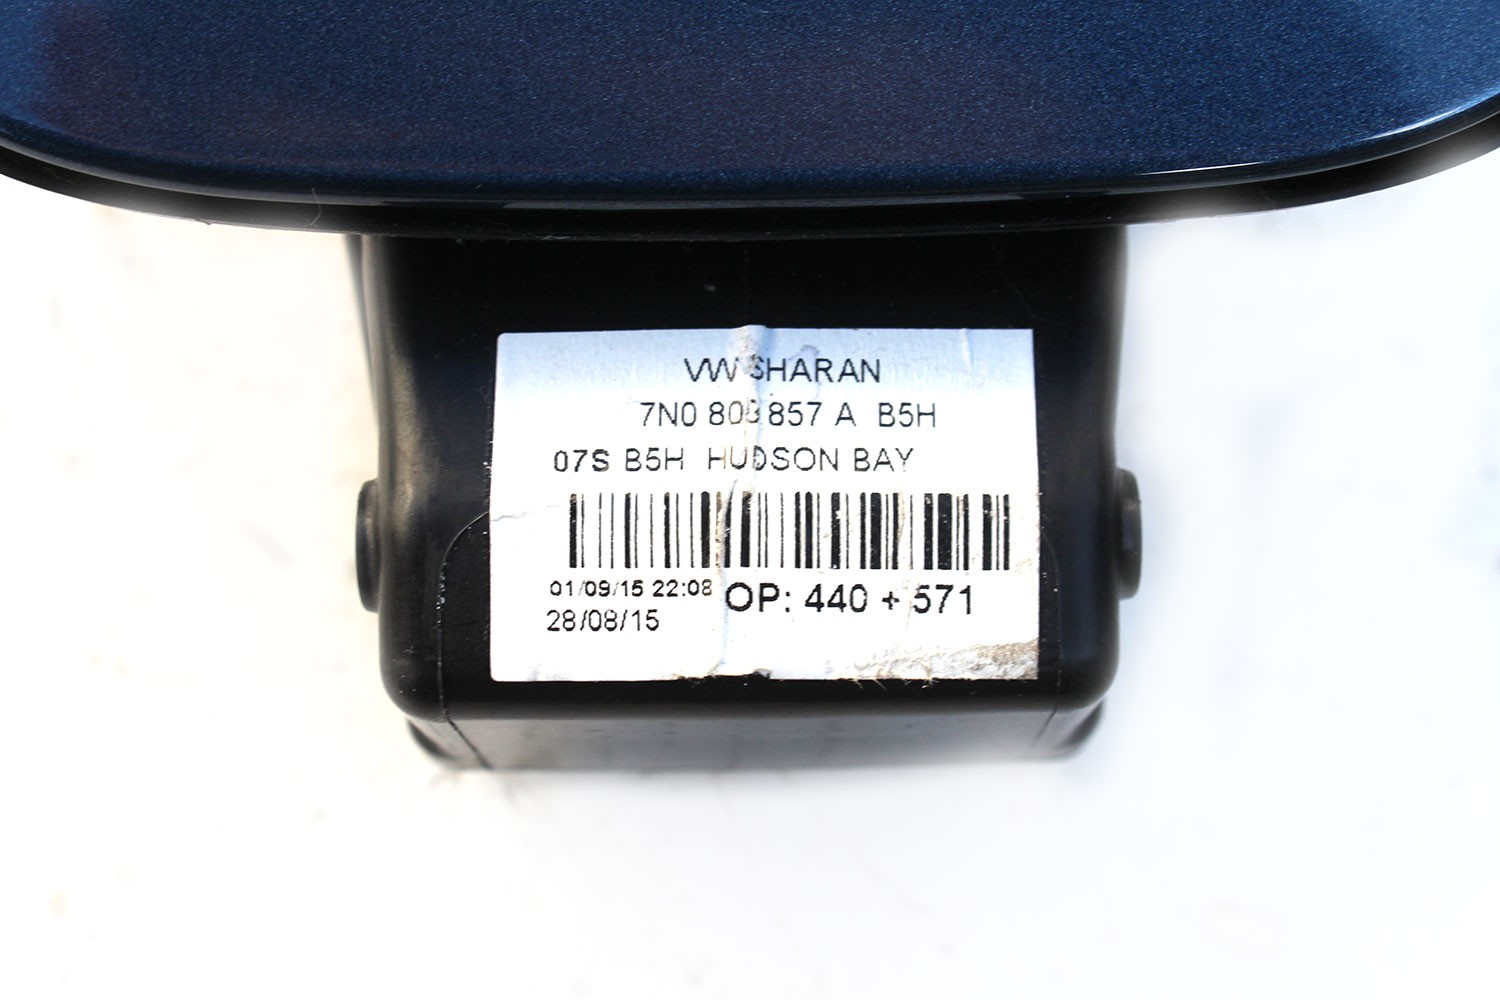 VW SHARAN
7N0 809 857 A B5H
07S B5H HUDSON BAY
01/09/15 22:08 OP: 440 + 571
28/08/15